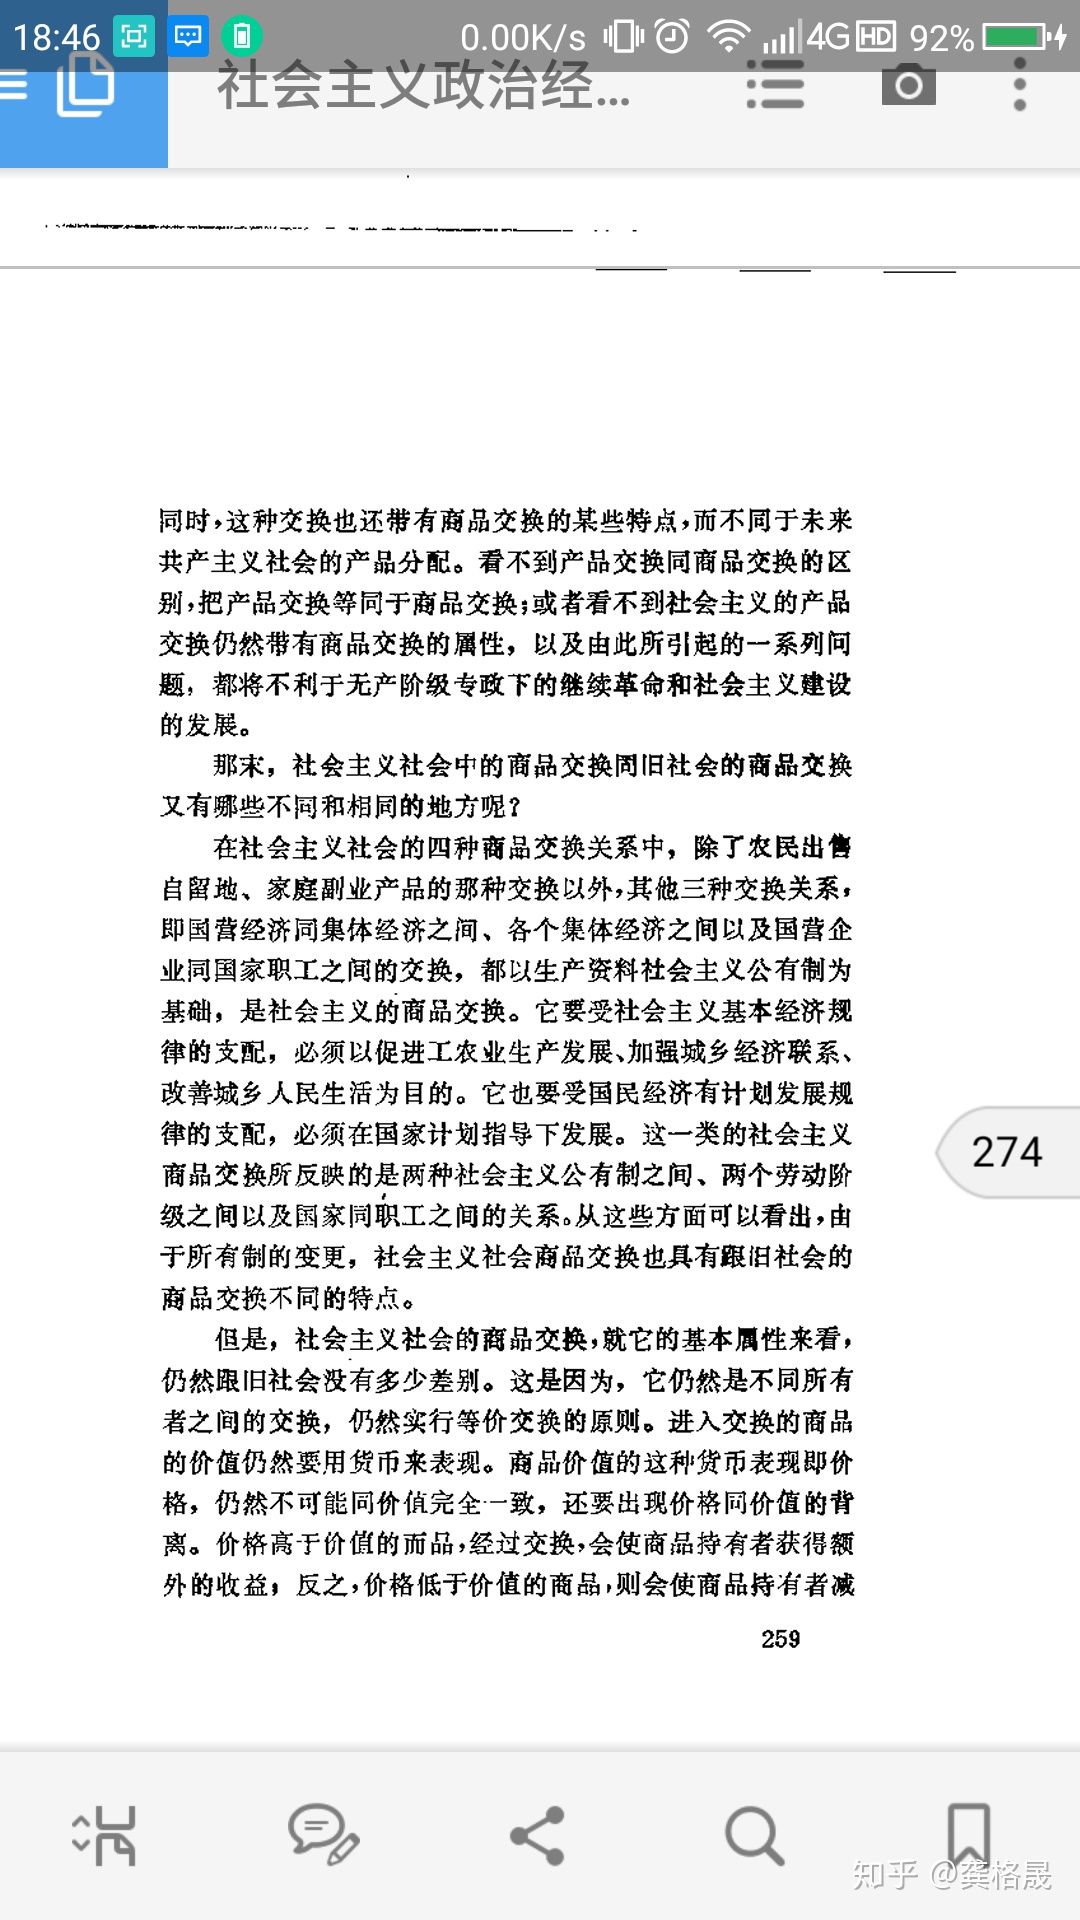 18:46
0.00K/s
4G
HD
92%
社会主义政治经...
同时,这种交换也还带有商品交换的某些特点,而不同于未来
共产主义社会的产品分配。看不到产品交换同商品交换的区
别,把产品交换等同于商品交换;或者看不到社会主义的产品
交换仍然带有商品交换的属性，以及由此所引起的一系列问
题，都将不利于无产阶级专政下的继续革命和社会主义建设
的发展。
那末，社会主义社会中的商品交换同旧社会的商品交换
又有哪些不同和相同的地方呢?
在社会主义社会的四种商品交换关系中，除了农民出售
自留地、家庭副业产品的那种交换以外,其他三种交换关系,
即国营经济同集体经济之间、各个集体经济之间以及国营企
业同国家职工之间的交换，都以生产资料社会主义公有制为
基础，是社会主义的商品交换。它要受社会主义基本经济规
律的支配，必须以促进工农业生产发展、加强城乡经济联系、
改善城乡人民生活为目的。它也要受国民经济有计划发展规
律的支配，必须在国家计划指导下发展。这一类的社会主义
商品交换所反映的是两种社会主义公有制之间、两个劳动阶
级之间以及国家同职工之间的关系。从这些方面可以看出,由
于所有制的变更，社会主义社会商品交换也具有跟旧社会的
商品交换不同的特点。
但是，社会主义社会的商品交换,就它的基本属性来看,
仍然跟旧社会没有多少差别。这是因为，它仍然是不同所有
者之间的交换，仍然实行等价交换的原则。进入交换的商品
的价值仍然要用货币来表现。商品价值的这种货币表现即价
格，仍然不可能同价值完全一致，还要出现价格同价值的背
离。价格高于价值的而品,经过交换,会使商品持有者获得额
外的收益；反之,价格低于价值的商品,则会使商品持有者减
259
274
知乎 @龚格晟